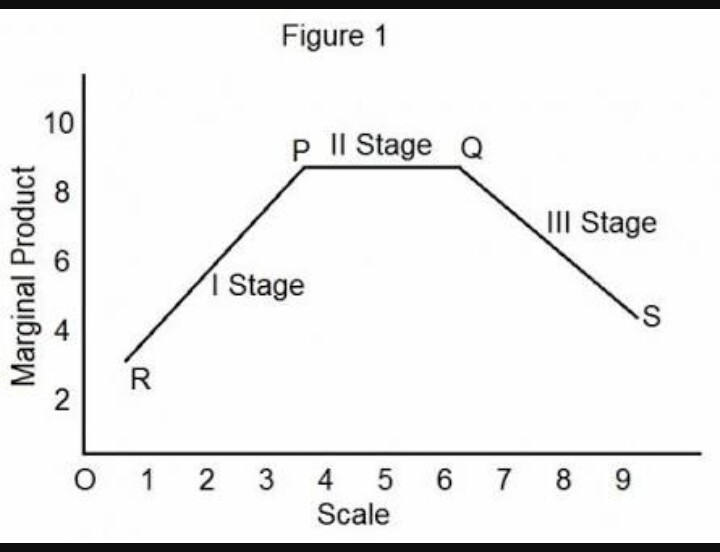 Figure 1
10
P II Stage Q
8
III Stage
6
I Stage
4
S
R
2
Marginal Product
O 1 2 3 4 5 6 7 8 9
Scale